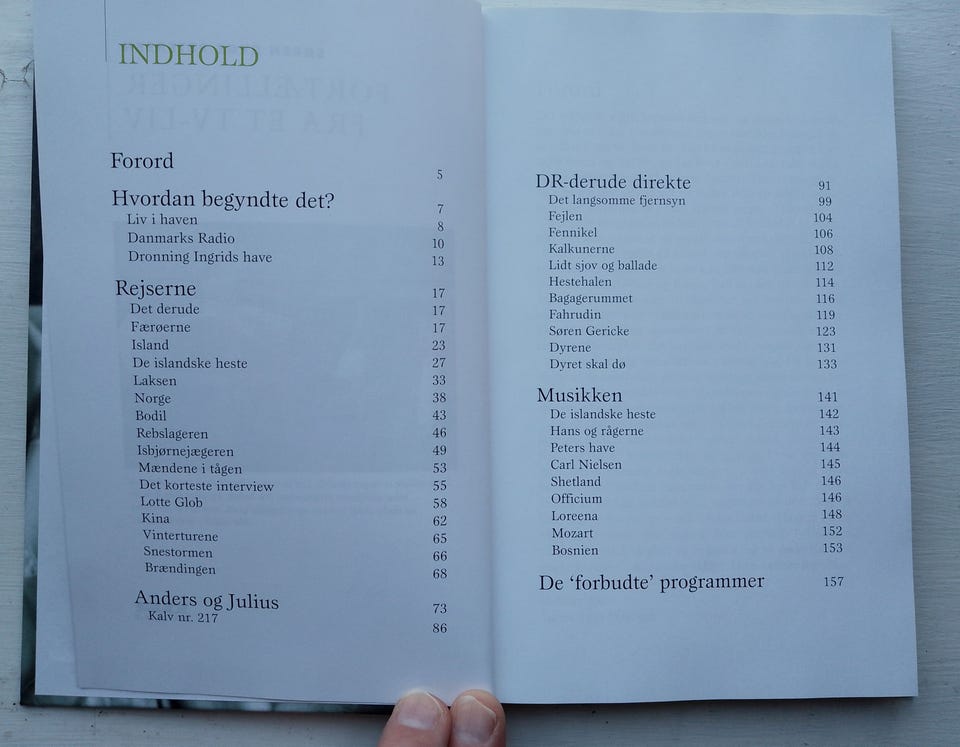 INDHOLD
Forord 5
Hvordan begyndte det? 7
Liv i haven 8
Danmarks Radio 10
Dronning Ingrids have 13
Rejserne 17
Det derude 17
Færøerne 17
Island 23
De islandske heste 27
Laksen 33
Norge 38
Bodil 43
Rebslageren 46
Isbjørnejægeren 49
Mændene i tågen 53
Det korteste interview 55
Lotte Glob 58
Kina 62
Vinterturene 65
Snestormen 66
Brændingen 68
Anders og Julius 73
Kalv nr. 217 86
DR-derude direkte 91
Det langsomme fjernsyn 99
Fejlen 104
Fennikel 106
Kalkunerne 108
Lidt sjov og ballade 112
Hestehalen 114
Bagagerummet 116
Fahrudin 119
Søren Gericke 123
Dyrene 131
Dyret skal dø 133
Musikken 141
De islandske heste 142
Hans og rågerne 143
Peters have 144
Carl Nielsen 145
Shetland 146
Officium 146
Loreena 148
Mozart 152
Bosnien 153
De ‘forbudte’ programmer 157
FORTÆLLINGER
FRA ET TV-LIV